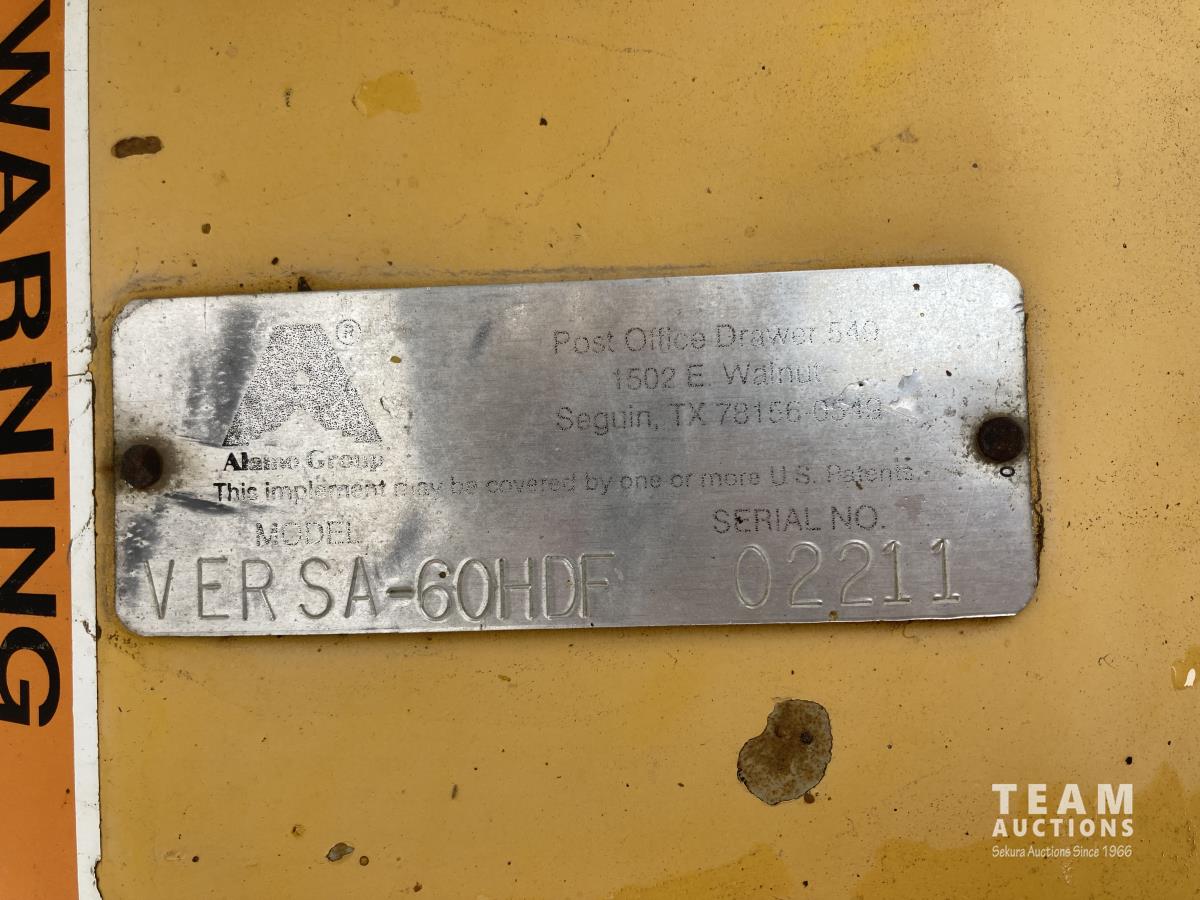 WARNING
®
Alamo Group
Post Office Drawer 549
1502 E. Walnut
Seguin, TX 78156-0549
This implement may be covered by one or more U.S. Patents.
MODEL
SERIAL NO.
VERSA-60HDF 02211
TEAM
AUCTIONS
Sekura Auctions Since 1966